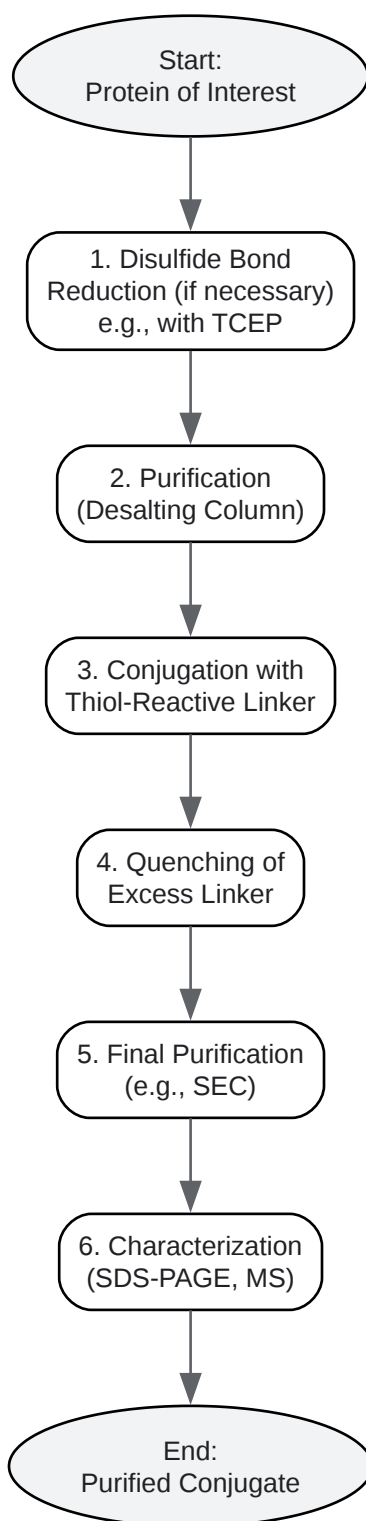 Start:
Protein of Interest
1. Disulfide Bond
Reduction (if necessary)
e.g., with TCEP
2. Purification
(Desalting Column)
3. Conjugation with
Thiol-Reactive Linker
4. Quenching of
Excess Linker
5. Final Purification
(e.g., SEC)
6. Characterization
(SDS-PAGE, MS)
End:
Purified Conjugate